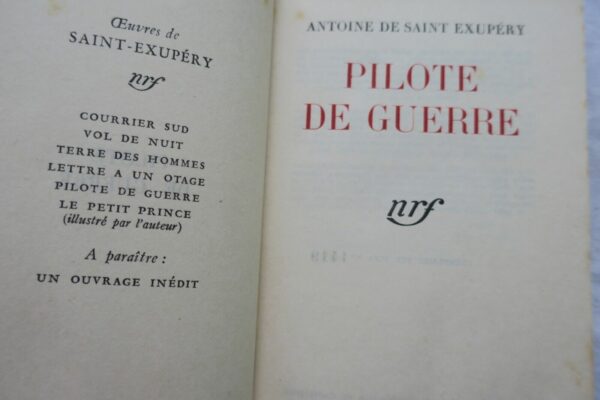 Œuvres de
SAINT-EXUPÉRY
nrf
COURRIER SUD
VOL DE NUIT
TERRE DES HOMMES
LETTRE A UN OTAGE
PILOTE DE GUERRE
LE PETIT PRINCE
(illustré par l'auteur)
A paraître :
UN OUVRAGE INÉDIT
ANTOINE DE SAINT EXUPÉRY
PILOTE
DE GUERRE
nrf